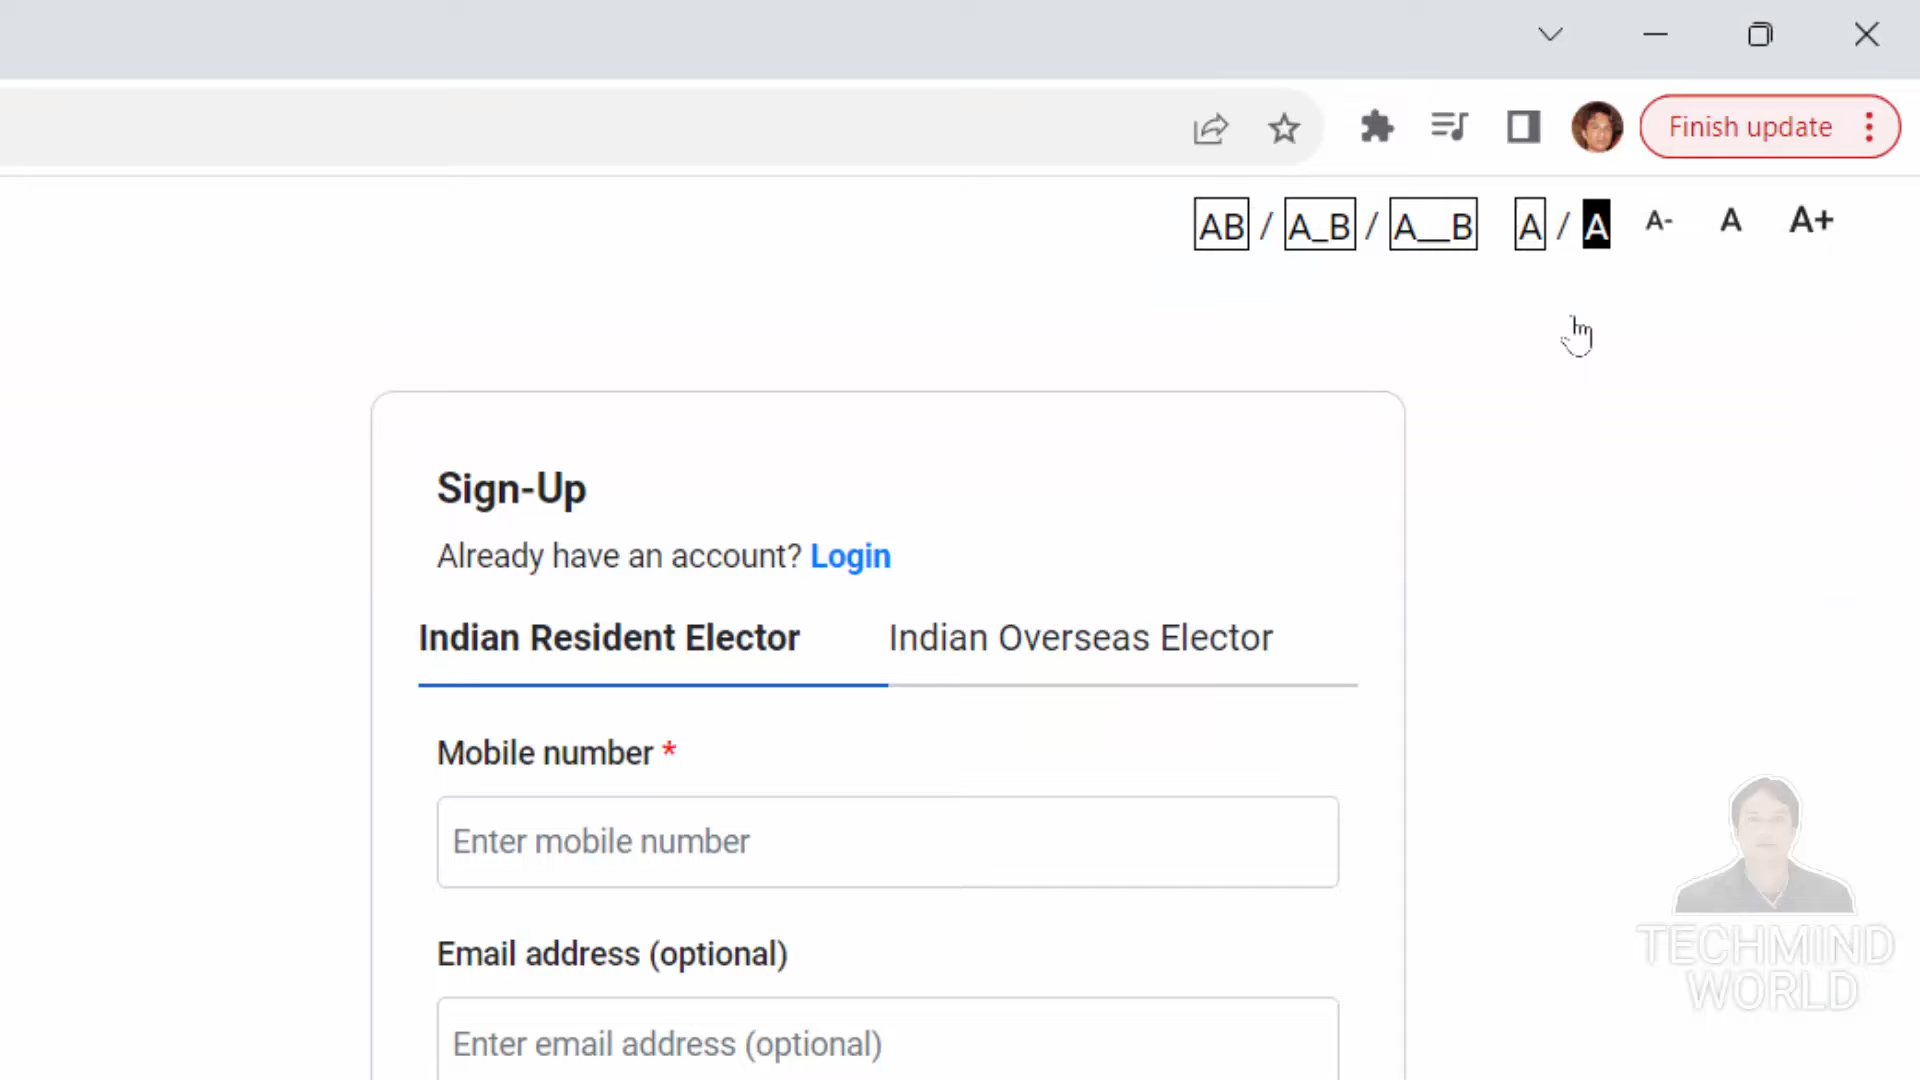 Finish update
AB / A_B / A__B A / A A- A A+
Sign-Up
Already have an account? Login
Indian Resident Elector Indian Overseas Elector
Mobile number *
Enter mobile number
Email address (optional)
Enter email address (optional)
TECHMIND
WORLD